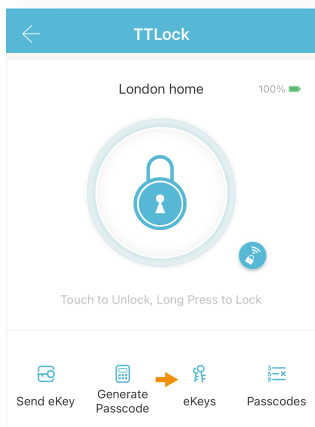 TTLock
London home
100%
Touch to Unlock, Long Press to Lock
Send eKey
Generate
Passcode
eKeys
Passcodes